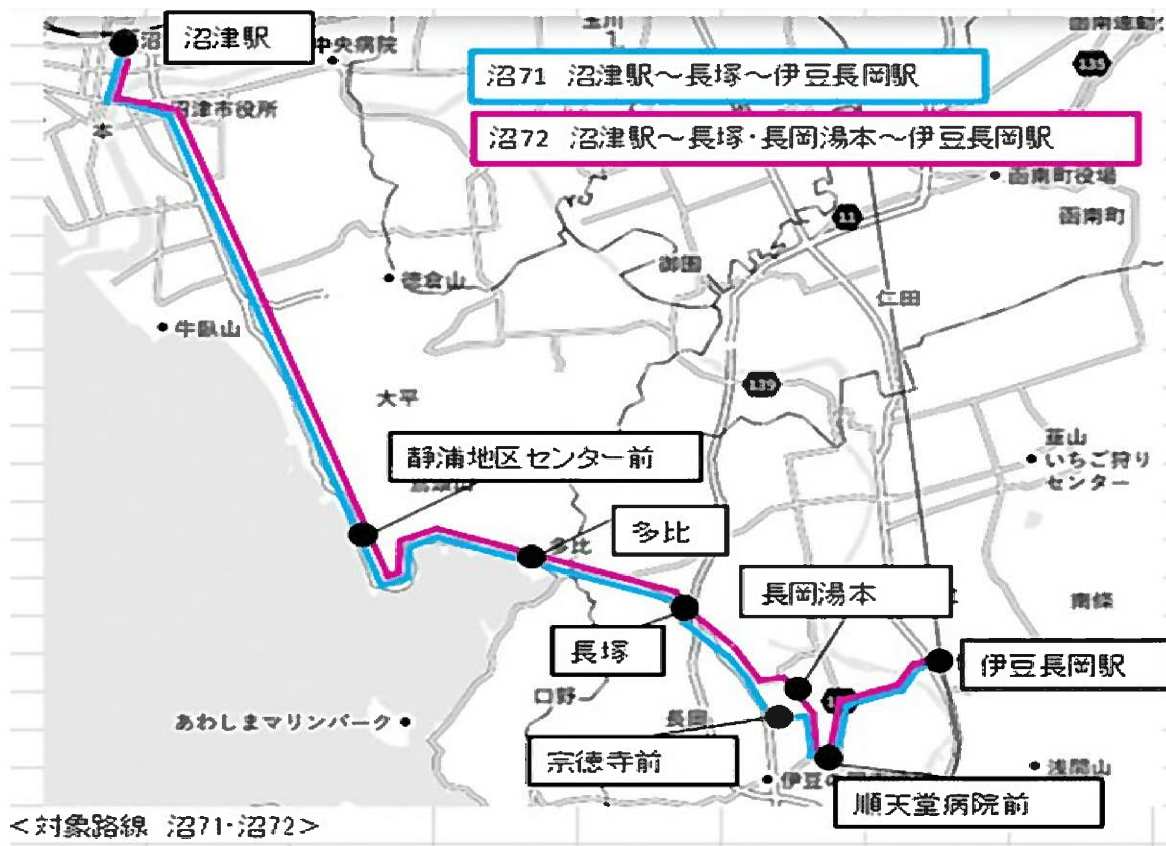 沼津駅
中央病院
玉川
沼71 沼津駅～長塚～伊豆長岡駅
135
沼津市役所
沼72 沼津駅～長塚・長岡湯本～伊豆長岡駅
函南町役場
11
函南町
徳倉山
御園
仁田
牛臥山
139
大平
韮山
いちご狩り
センター
静浦地区センター前
多比
多比
長岡湯本
南條
長塚
伊豆長岡駅
口野
長岡
あわしまマリンパーク
宗徳寺前
浅間山
順天堂病院前
＜対象路線 沼71・沼72＞